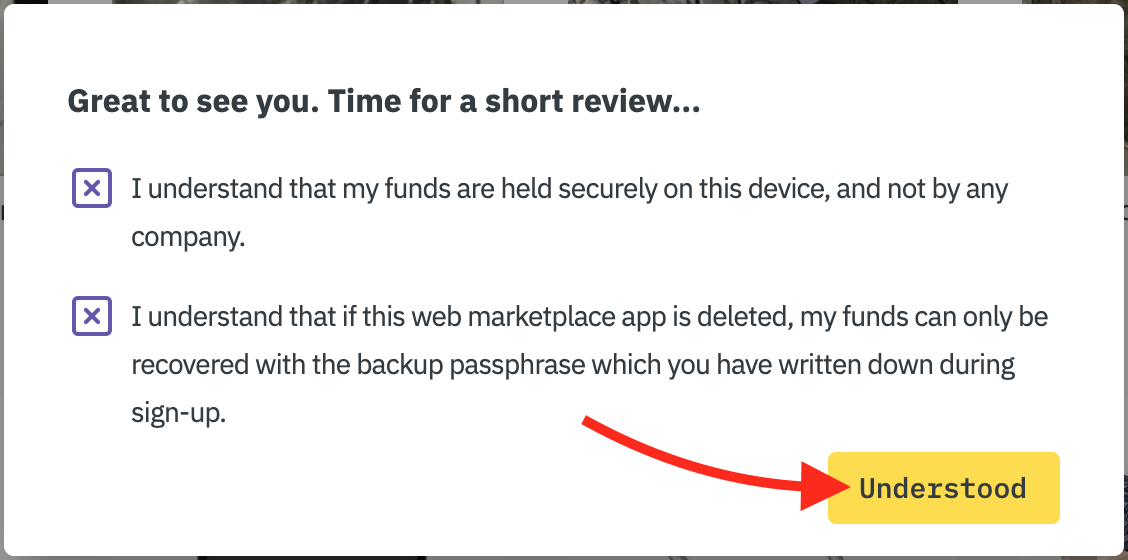 Great to see you. Time for a short review...
I understand that my funds are held securely on this device, and not by any
company.
I understand that if this web marketplace app is deleted, my funds can only be
recovered with the backup passphrase which you have written down during
sign-up.
Understood